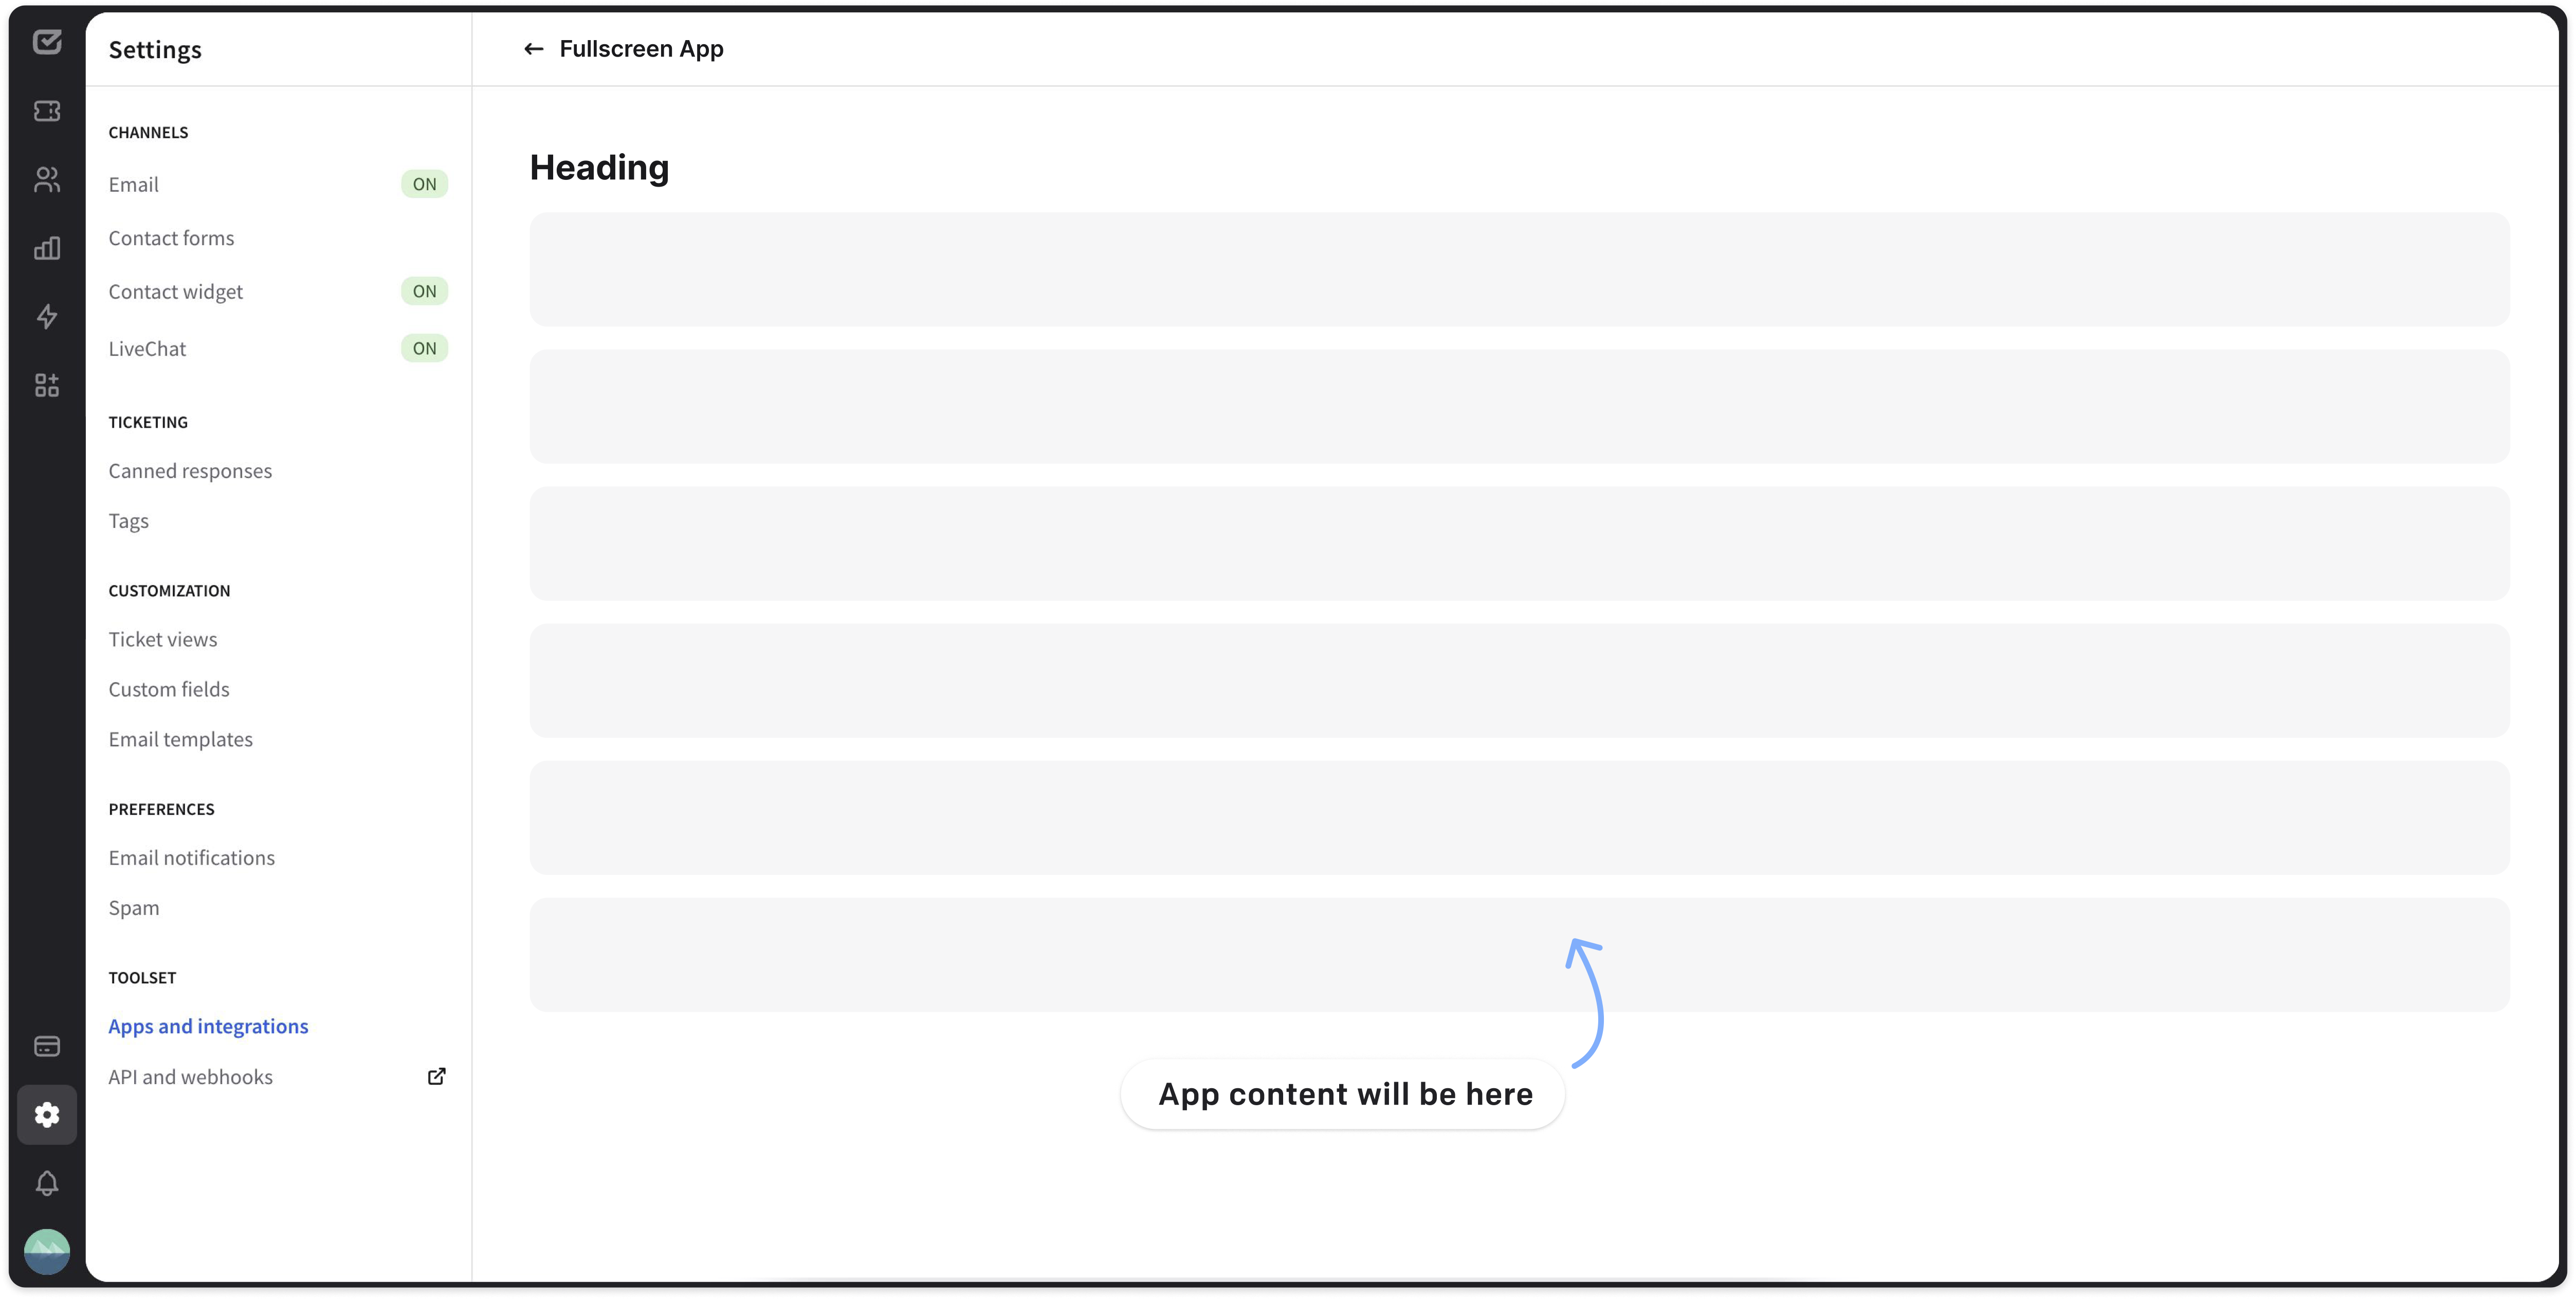 Settings
Fullscreen App
CHANNELS
Email ON
Contact forms
Contact widget ON
LiveChat ON
TICKETING
Canned responses
Tags
CUSTOMIZATION
Ticket views
Custom fields
Email templates
PREFERENCES
Email notifications
Spam
TOOLSET
Apps and integrations
API and webhooks
Heading
App content will be here